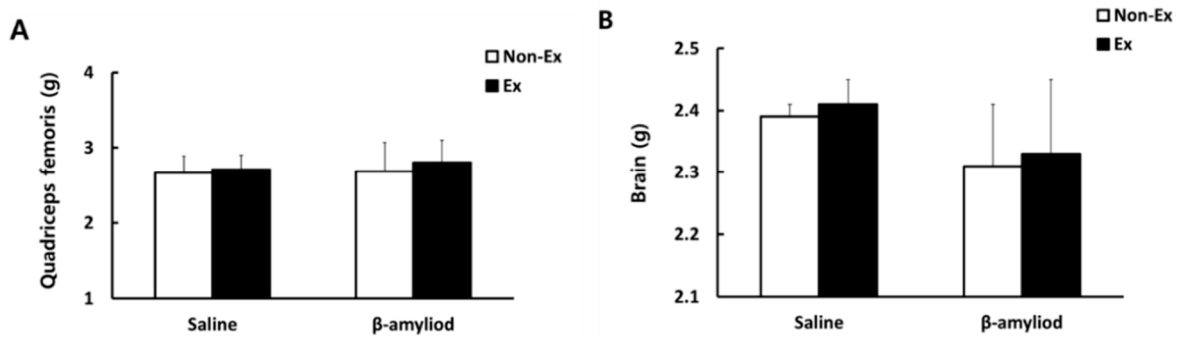 A
Non-Ex
Ex
Quadriceps femoris (g)
4
3
2
1
Saline
β-amyliod
B
Non-Ex
Ex
Brain (g)
2.5
2.4
2.3
2.2
2.1
Saline
β-amyliod